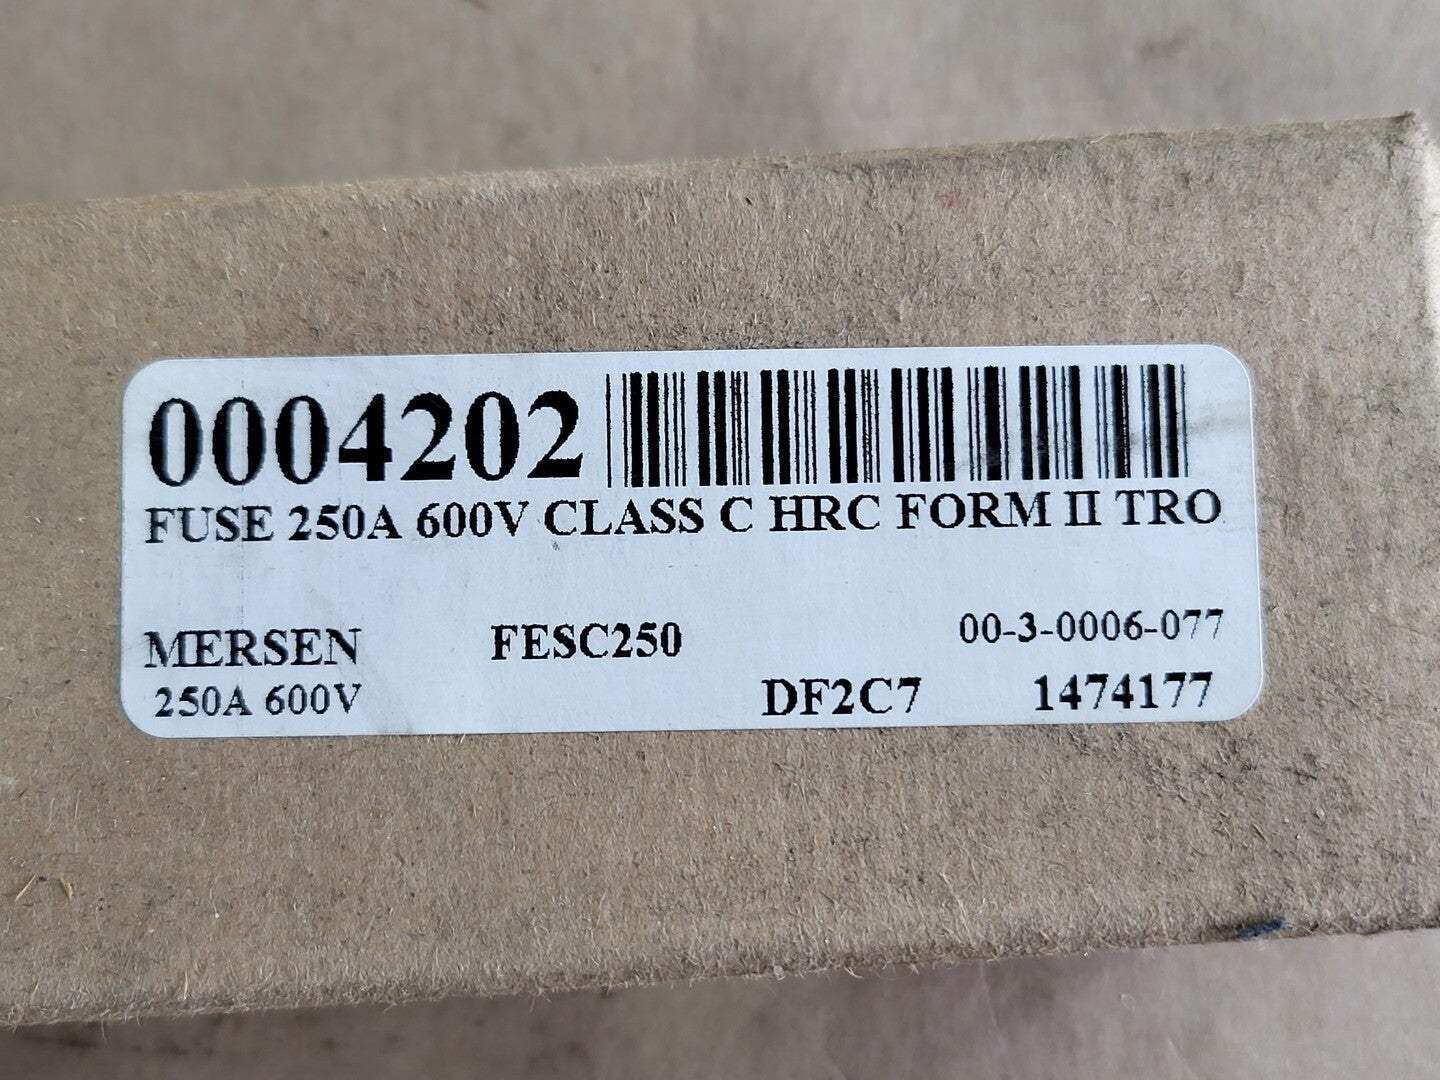 0004202
FUSE 250A 600V CLASS C HRC FORM II TRO
MERSEN FESC250 00-3-0006-077
250A 600V DF2C7 1474177